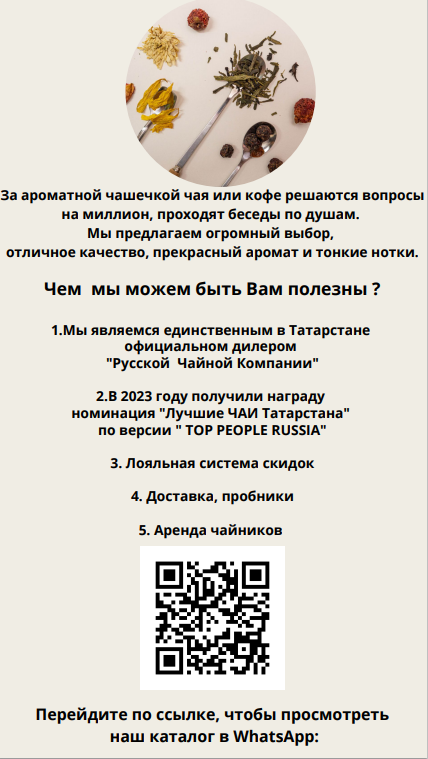 За ароматной чашечкой чая или кофе решаются вопросы
на миллион, проходят беседы по душам.
Мы предлагаем огромный выбор,
отличное качество, прекрасный аромат и тонкие нотки.
Чем мы можем быть Вам полезны ?
1.Мы являемся единственным в Татарстане
официальном дилером
"Русской Чайной Компании"
2.В 2023 году получили награду
номинация "Лучшие ЧАИ Татарстана"
по версии " TOP PEOPLE RUSSIA"
3. Лояльная система скидок
4. Доставка, пробники
5. Аренда чайников
Перейдите по ссылке, чтобы просмотреть
наш каталог в WhatsApp: